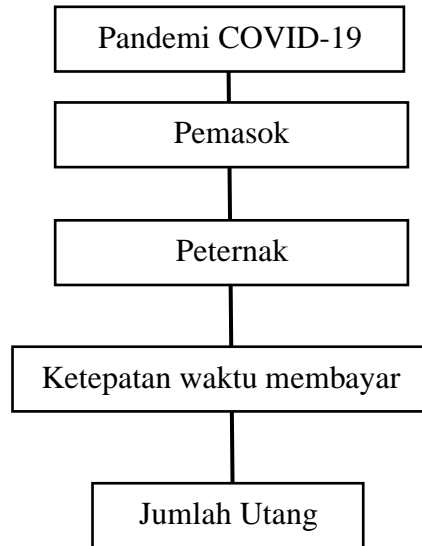 Pandemi COVID-19
Pemasok
Peternak
Ketepatan waktu membayar
Jumlah Utang